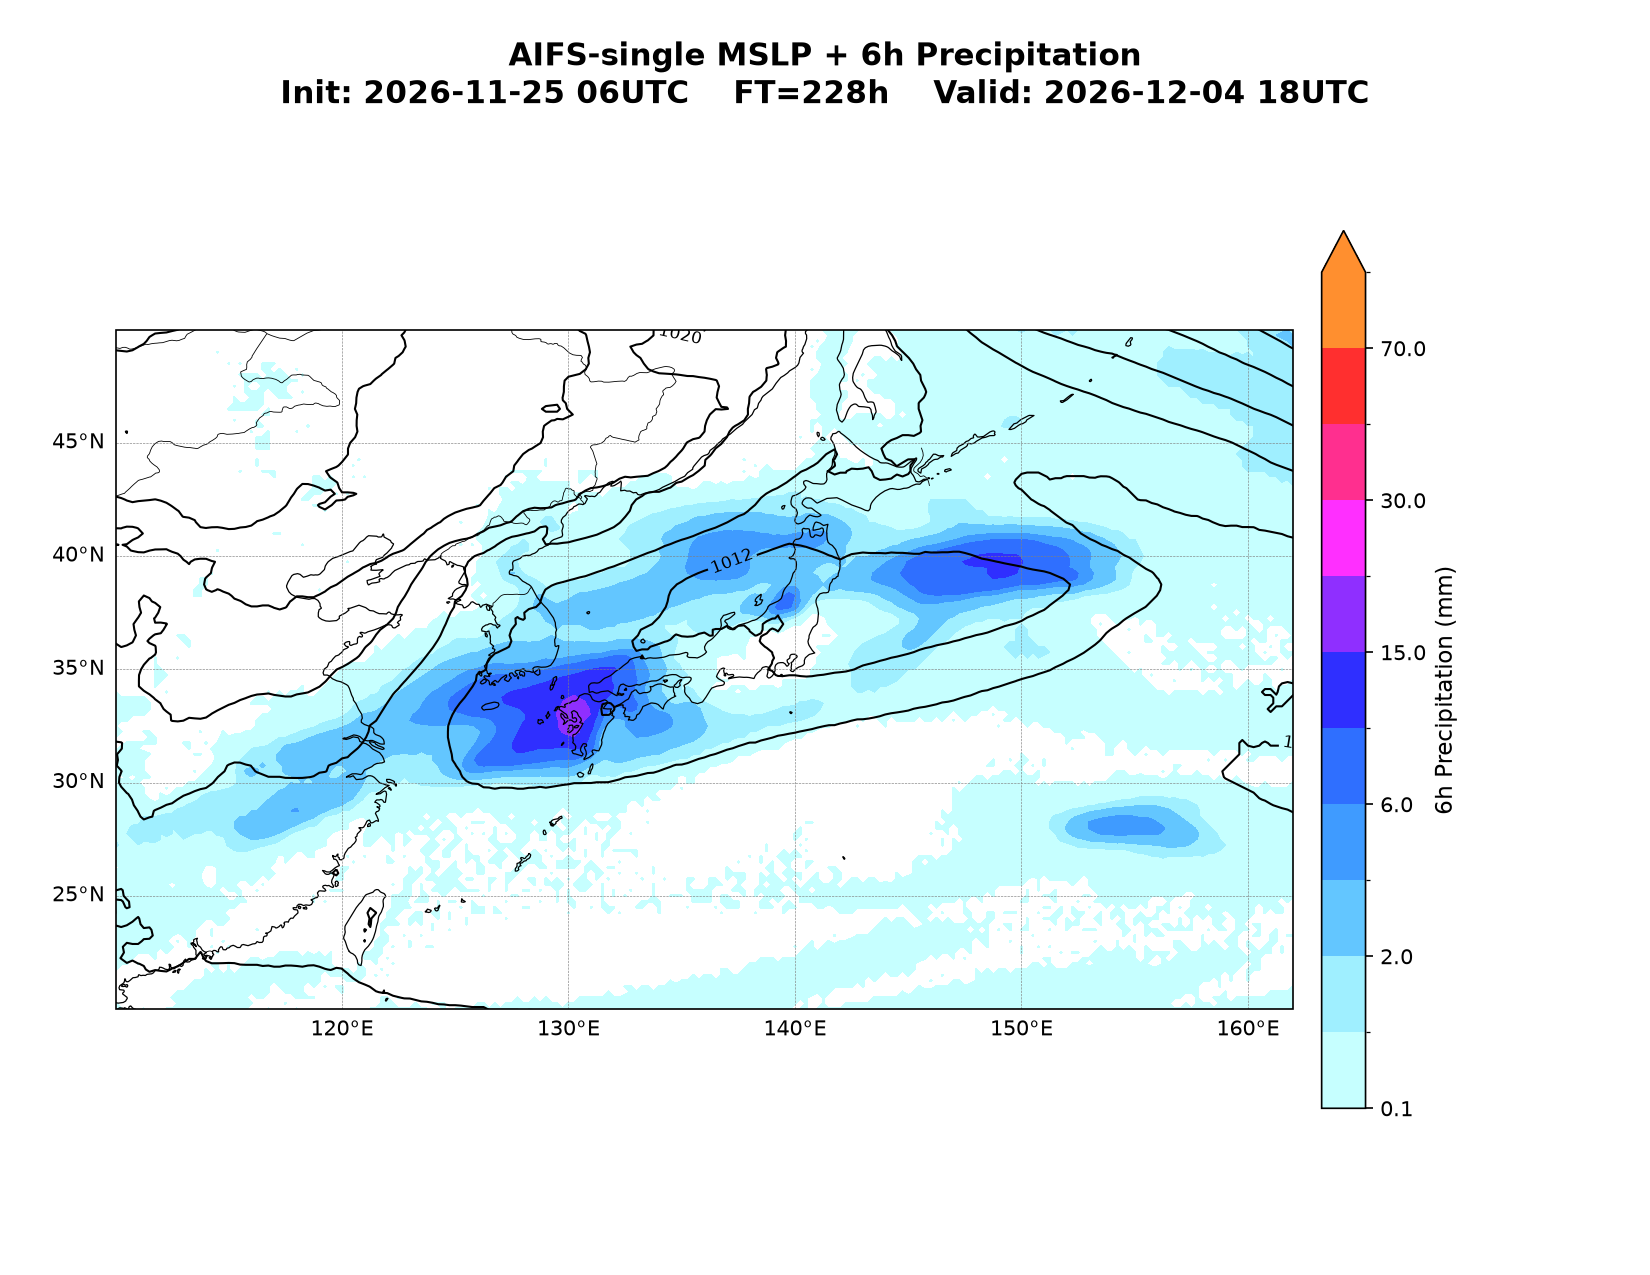 AIFS-single MSLP + 6h Precipitation
Init: 2026-11-25 06UTC    FT=228h    Valid: 2026-12-04 18UTC
1020
1012
45°N
40°N
35°N
30°N
25°N
120°E
130°E
140°E
150°E
160°E
70.0
30.0
15.0
6.0
2.0
0.1
6h Precipitation (mm)